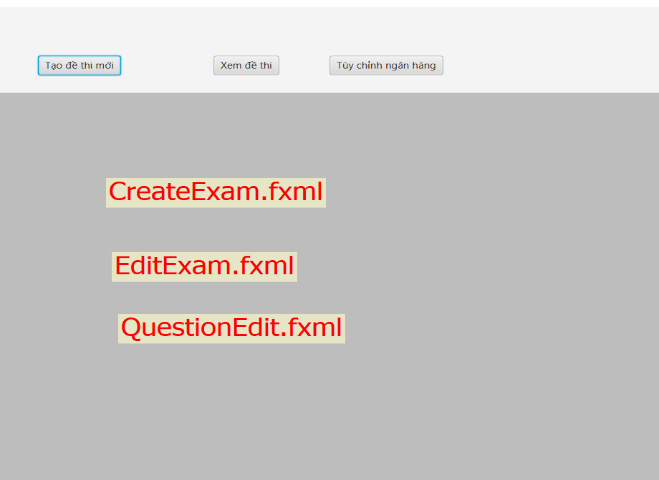 Tạo đề thi mới
Xem đề thi
Tùy chỉnh ngân hàng
CreateExam.fxml
EditExam.fxml
QuestionEdit.fxml